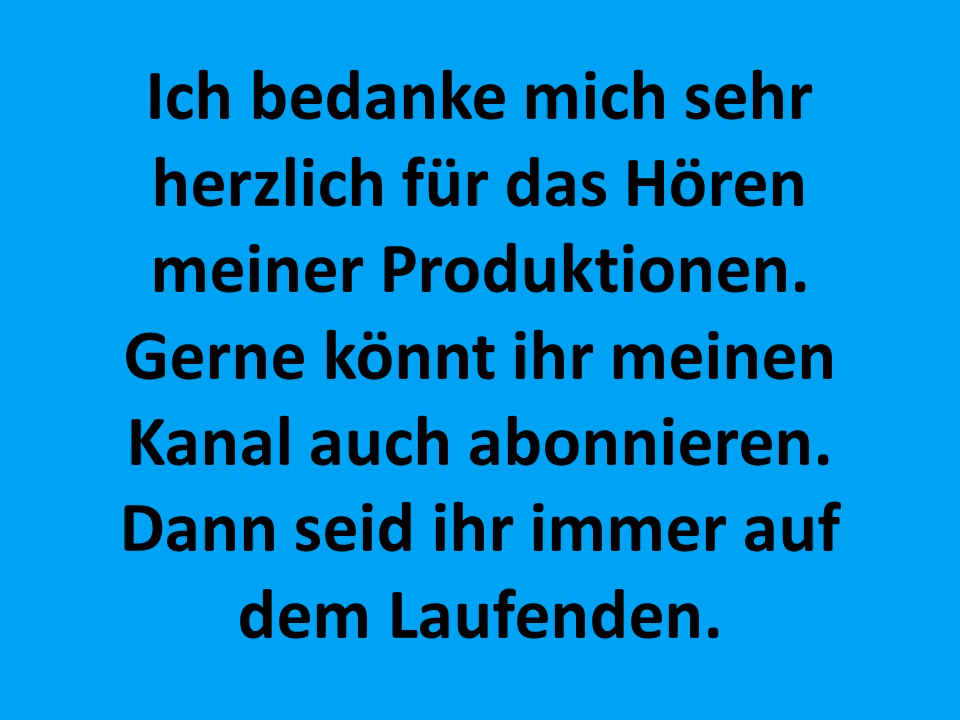 Ich bedanke mich sehr
herzlich für das Hören
meiner Produktionen.
Gerne könnt ihr meinen
Kanal auch abonnieren.
Dann seid ihr immer auf
dem Laufenden.